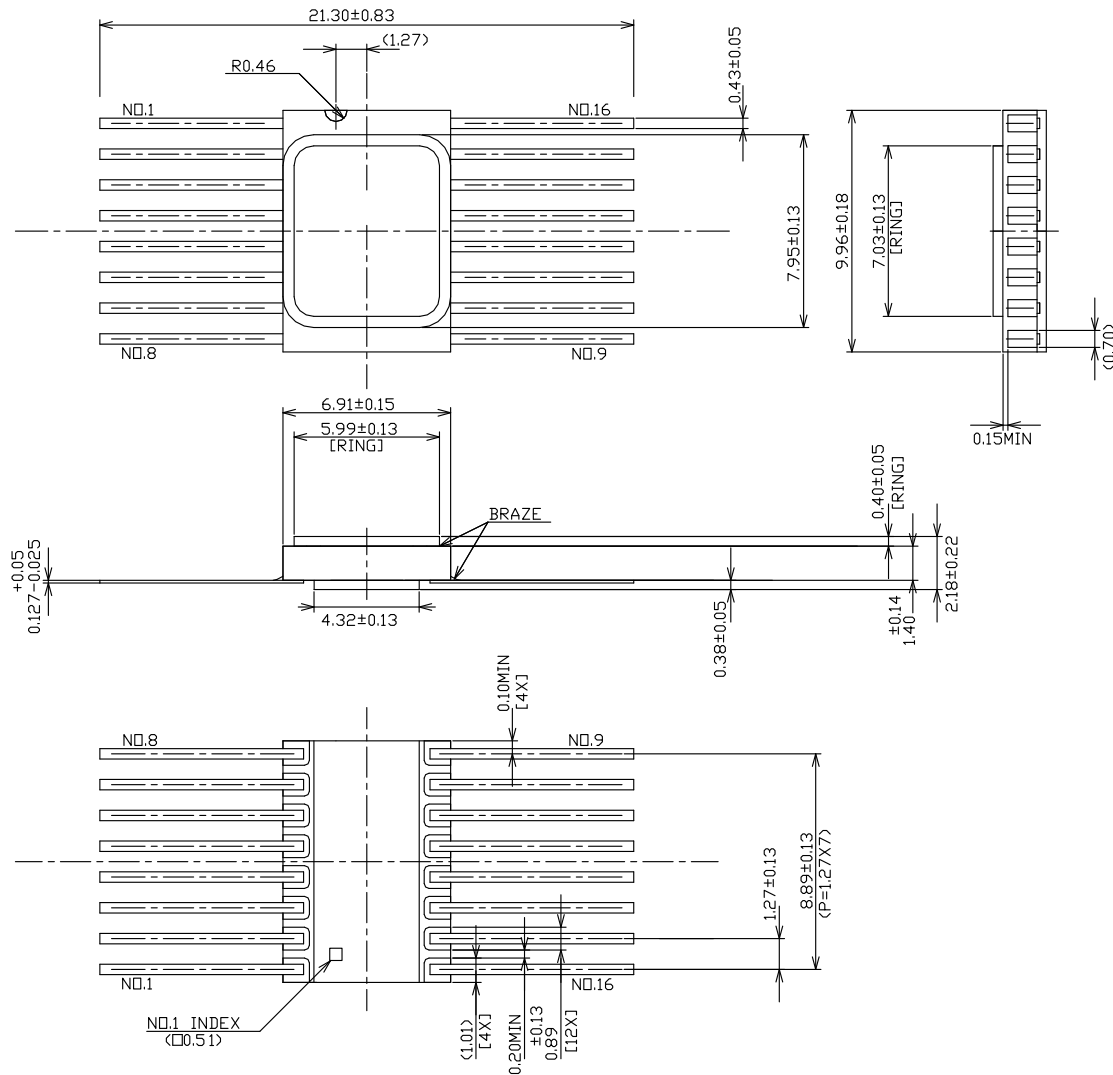 21.30±0.83
(1.27)
R0.46
0.43±0.05
NO.1
NO.16
7.95±0.13
9.96±0.18
7.03±0.13
[RING]
(0.70)
NO.8
NO.9
0.15MIN
6.91±0.15
5.99±0.13
[RING]
0.40±0.05
[RING]
BRAZE
+0.05
0.127-0.025
4.32±0.13
0.38±0.05
±0.14
1.40
2.18±0.22
0.10MIN
[4X]
NO.8
NO.9
1.27±0.13
8.89±0.13
(P=1.27X7)
NO.1
NO.16
NO.1 INDEX
(□0.51)
(1.01)
[4X]
0.20MIN
±0.13
0.89
[12X]